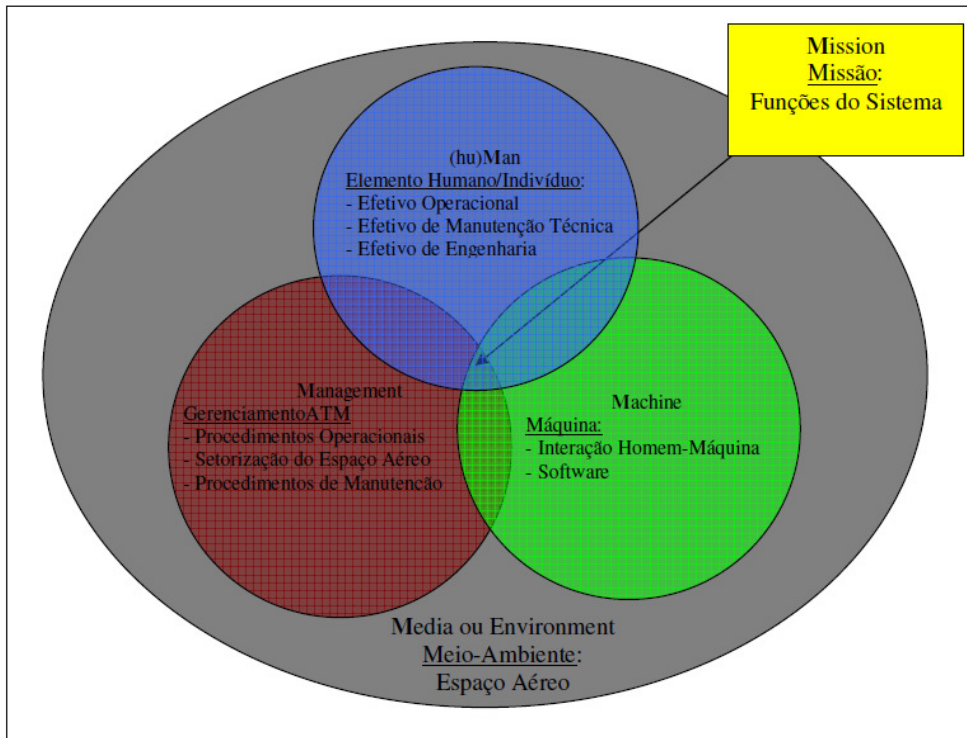 Mission
Missão:
Funções do Sistema
(hu)Man
Elemento Humano/Indivíduo:
- Efetivo Operacional
- Efetivo de Manutenção Técnica
- Efetivo de Engenharia
Management
GerenciamentoATM
- Procedimentos Operacionais
- Setorização do Espaço Aéreo
- Procedimentos de Manutenção
Machine
Máquina:
- Interação Homem-Máquina
- Software
Media ou Environment
Meio-Ambiente:
Espaço Aéreo